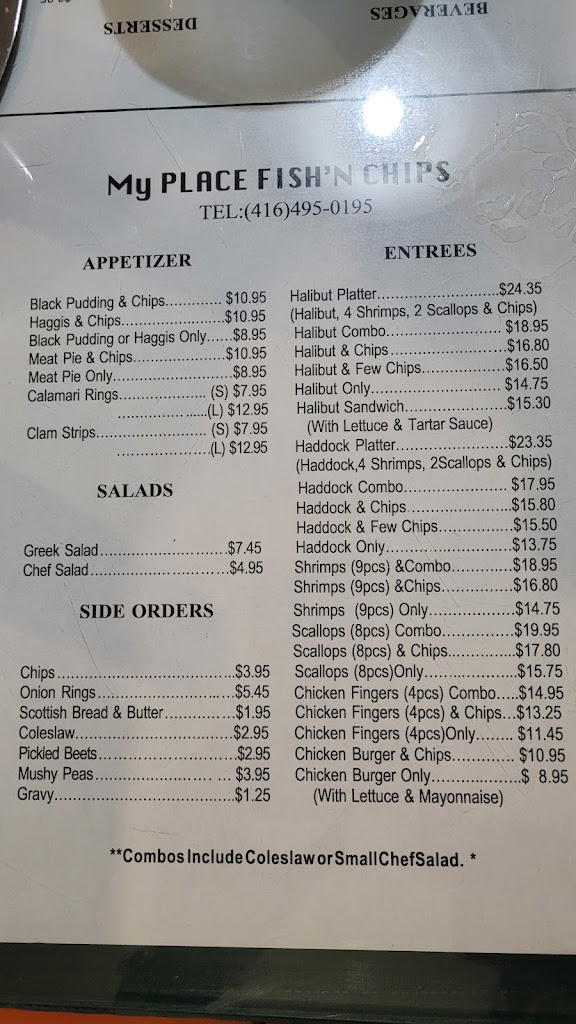 DESSERTS
BEVERAGES
My PLACE FISH'N CHIPS
TEL:(416)495-0195
APPETIZER
Black Pudding & Chips............. $10.95
Haggis & Chips........................$10.95
Black Pudding or Haggis Only......$8.95
Meat Pie & Chips......................$10.95
Meat Pie Only............................$8.95
Calamari Rings.................... (S) $7.95
.....................(L) $12.95
Clam Strips......................... (S) $7.95
.....................(L) $12.95
SALADS
Greek Salad.............................$7.45
Chef Salad................................$4.95
SIDE ORDERS
Chips.........................................$3.95
Onion Rings................................$5.45
Scottish Bread & Butter................$1.95
Coleslaw.....................................$2.95
Pickled Beets...............................$2.95
Mushy Peas........................ ... ...$3.95
Gravy.........................................$1.25
ENTREES
Halibut Platter............................$24.35
(Halibut, 4 Shrimps, 2 Scallops & Chips)
Halibut Combo.......................... $18.95
Halibut & Chips...........................$16.80
Halibut & Few Chips...................$16.50
Halibut Only.............................. $14.75
Halibut Sandwich.......................$15.30
(With Lettuce & Tartar Sauce)
Haddock Platter..........................$23.35
(Haddock,4 Shrimps, 2Scallops & Chips)
Haddock Combo........................ $17.95
Haddock & Chips........................$15.80
Haddock & Few Chips.................$15.50
Haddock Only.............................$13.75
Shrimps (9pcs) &Combo..............$18.95
Shrimps (9pcs) &Chips................$16.80
Shrimps (9pcs) Only....................$14.75
Scallops (8pcs) Combo................$19.95
Scallops (8pcs) & Chips...............$17.80
Scallops (8pcs)Only.....................$15.75
Chicken Fingers (4pcs) Combo.....$14.95
Chicken Fingers (4pcs) & Chips...$13.25
Chicken Fingers (4pcs)Only........ $11.45
Chicken Burger & Chips............. $10.95
Chicken Burger Only....................$ 8.95
(With Lettuce & Mayonnaise)
**Combos Include Coleslaw or Small Chef Salad. *